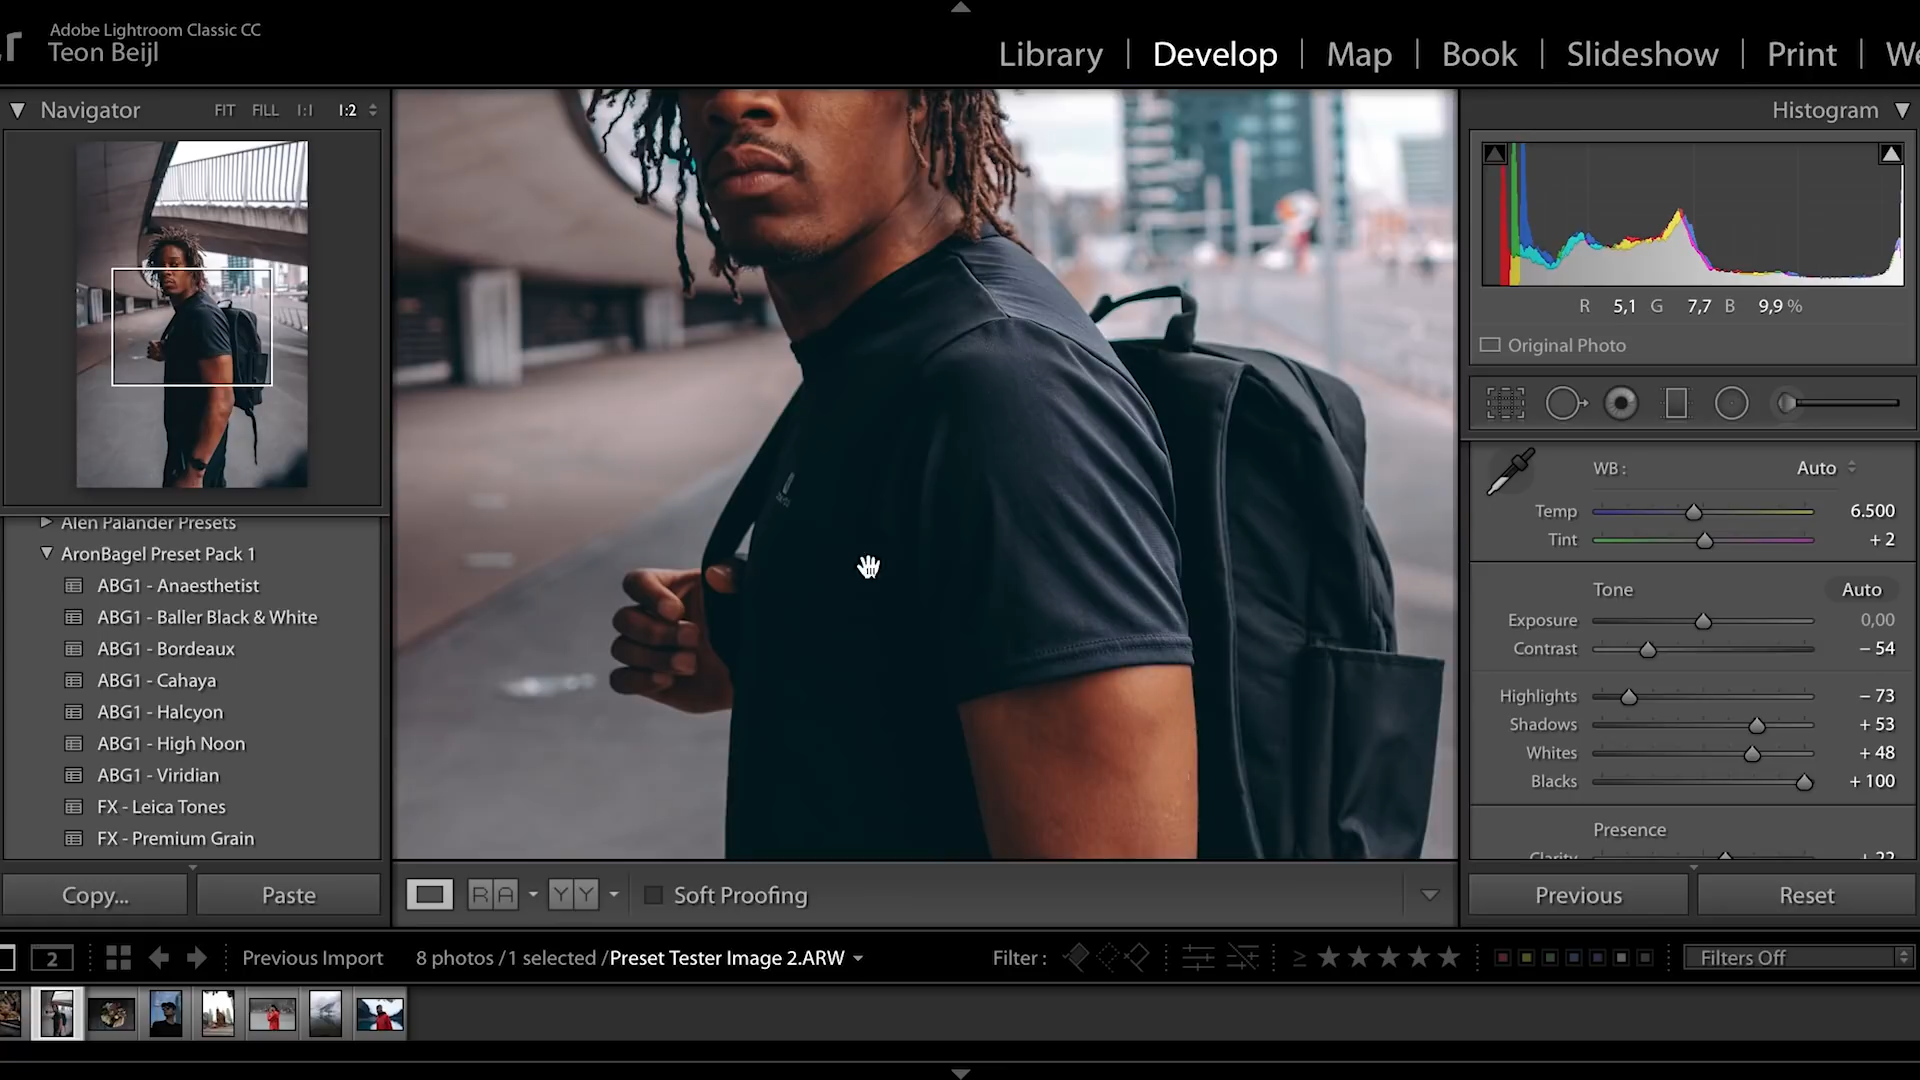 Adobe Lightroom Classic CC
Teon Beijl
Library | Develop | Map | Book | Slideshow | Print |
Navigator FIT FILL 1:1 1:2
Histogram
R 5,1 G 7,7 B 9,9 %
Original Photo
WB : Auto
Temp 6.500
Tint + 2
Tone Auto
Exposure 0,00
Contrast – 54
Highlights – 73
Shadows + 53
Whites + 48
Blacks + 100
Presence
Clarity + 22
Alen Palander Presets
AronBagel Preset Pack 1
ABG1 - Anaesthetist
ABG1 - Baller Black & White
ABG1 - Bordeaux
ABG1 - Cahaya
ABG1 - Halcyon
ABG1 - High Noon
ABG1 - Viridian
FX - Leica Tones
FX - Premium Grain
Copy... Paste
R A Y Y Soft Proofing
Previous Reset
2 Previous Import 8 photos / 1 selected / Preset Tester Image 2.ARW
Filter : ≥ ★ ★ ★ ★ ★ Filters Off